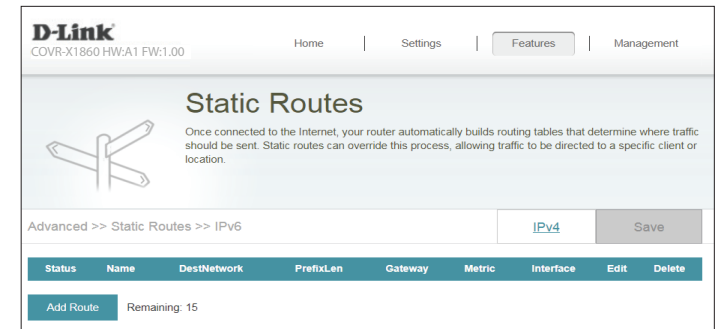 D-Link
COVR-X1860 HW:A1 FW:1.00
Home | Settings | Features | Management
Static Routes
Once connected to the Internet, your router automatically builds routing tables that determine where traffic
should be sent. Static routes can override this process, allowing traffic to be directed to a specific client or
location.
Advanced >> Static Routes >> IPv6
IPv4
Save
Status Name DestNetwork PrefixLen Gateway Metric Interface Edit Delete
Add Route Remaining: 15